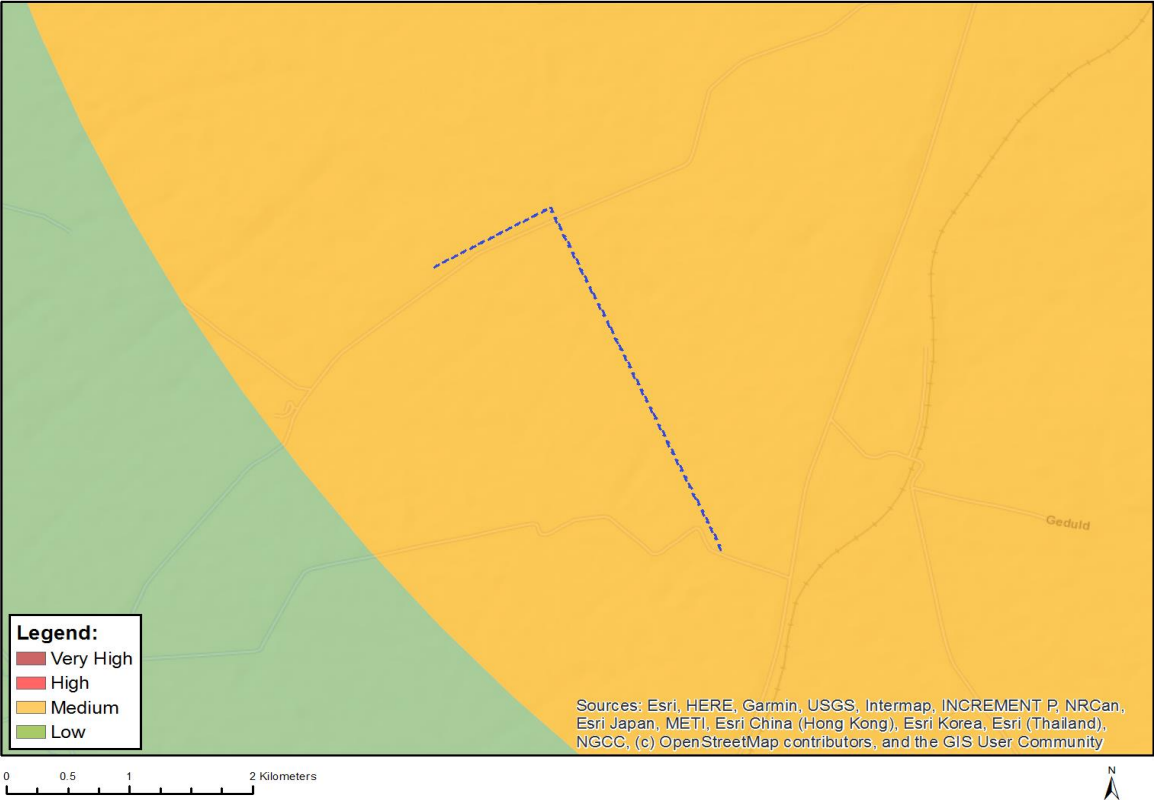 Geduld
Legend:
Very High
High
Medium
Low
Sources: Esri, HERE, Garmin, USGS, Intermap, INCREMENT P, NRCan,
Esri Japan, METI, Esri China (Hong Kong), Esri Korea, Esri (Thailand),
NGCC, (c) OpenStreetMap contributors, and the GIS User Community
0 0.5 1 2 Kilometers
N